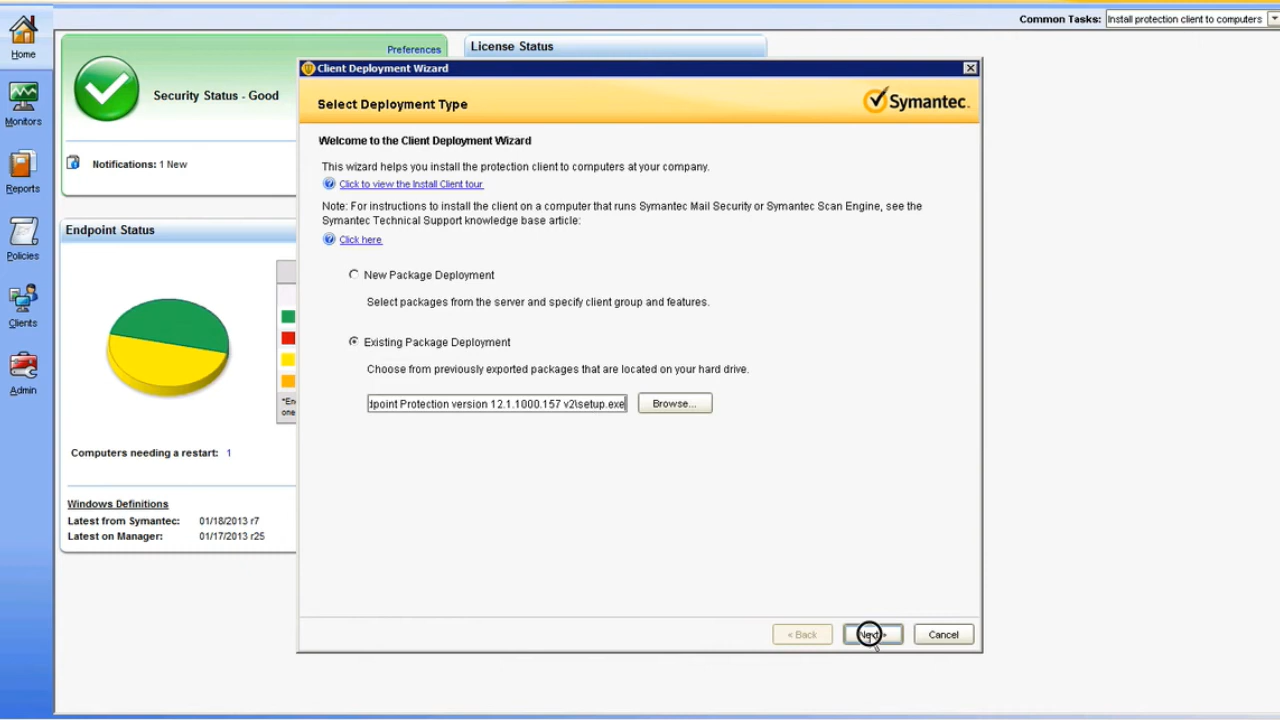 Common Tasks: Install protection client to computers
Home
Monitors
Reports
Policies
Clients
Admin
Preferences
Security Status - Good
Notifications: 1 New
License Status
Endpoint Status
*En
one
Computers needing a restart: 1
Windows Definitions
Latest from Symantec: 01/18/2013 r7
Latest on Manager: 01/17/2013 r25
Client Deployment Wizard
Select Deployment Type
Symantec.
Welcome to the Client Deployment Wizard
This wizard helps you install the protection client to computers at your company.
Click to view the Install Client tour
Note: For instructions to install the client on a computer that runs Symantec Mail Security or Symantec Scan Engine, see the
Symantec Technical Support knowledge base article:
Click here
New Package Deployment
Select packages from the server and specify client group and features.
Existing Package Deployment
Choose from previously exported packages that are located on your hard drive.
Protection version 12.1.1000.157 v2\setup.exe
Browse...
< Back
Next >
Cancel